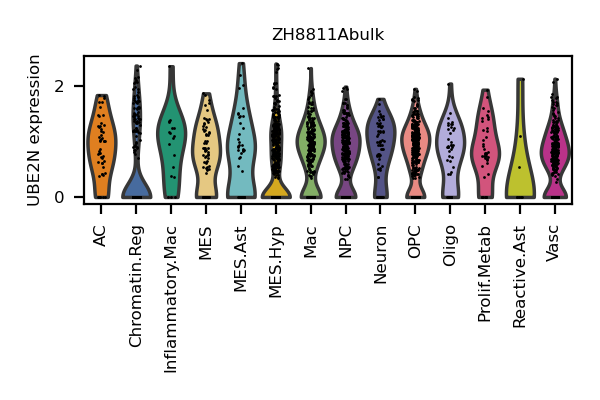 ZH8811Abulk
UBE2N expression
2
0
AC
Chromatin.Reg
Inflammatory.Mac
MES
MES.Ast
MES.Hyp
Mac
NPC
Neuron
OPC
Oligo
Prolif.Metab
Reactive.Ast
Vasc